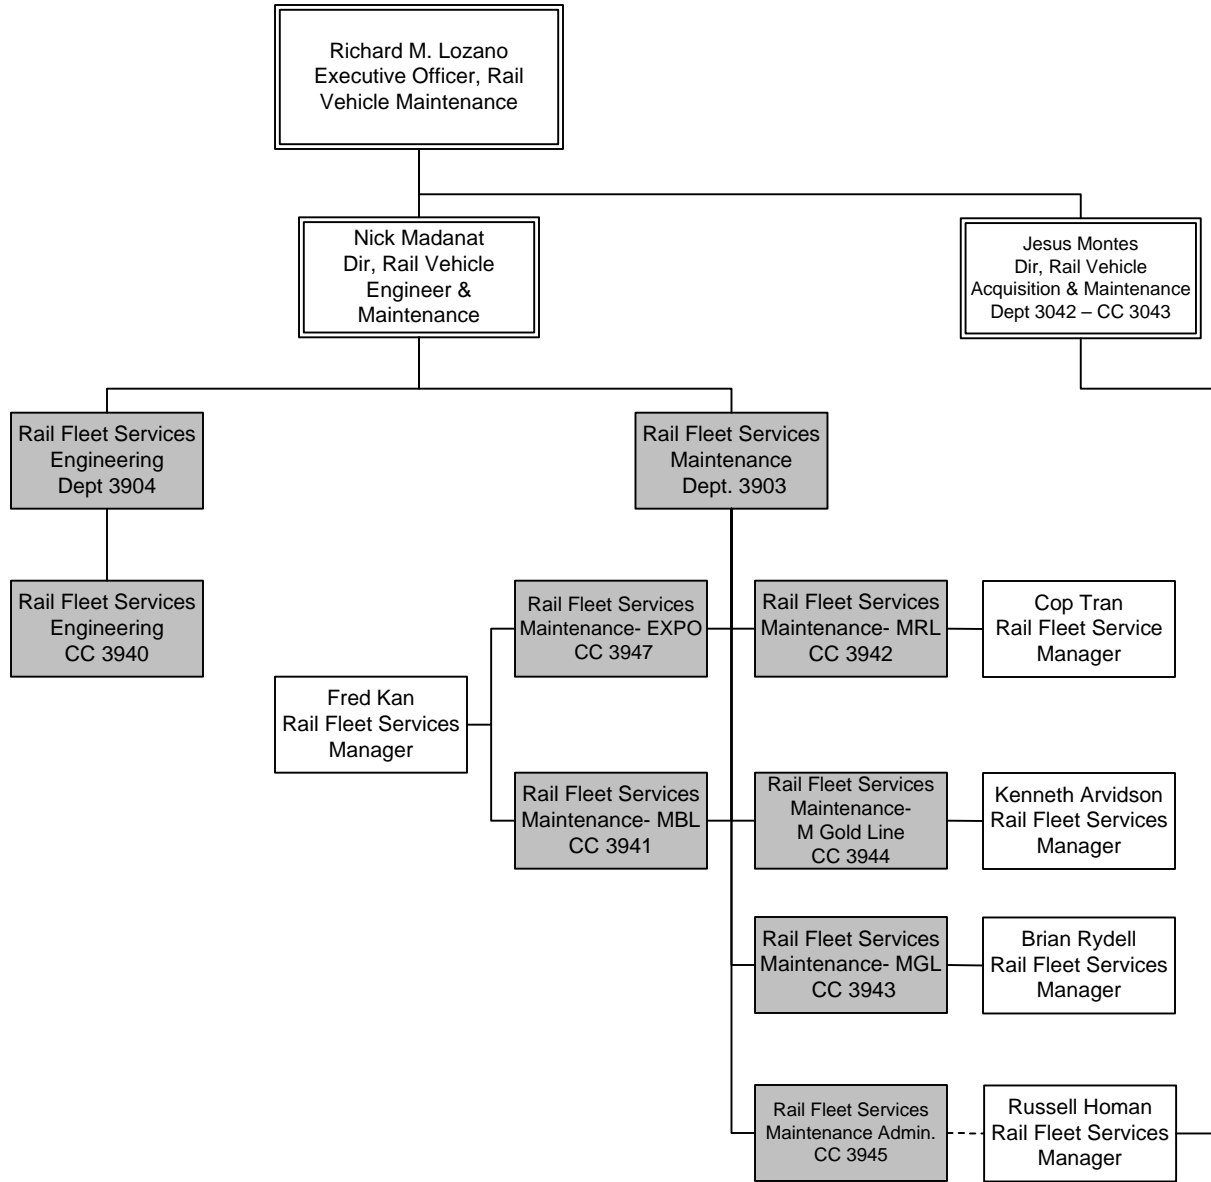 Richard M. Lozano
Executive Officer, Rail
Vehicle Maintenance
Nick Madanat
Dir, Rail Vehicle
Engineer &
Maintenance
Jesus Montes
Dir, Rail Vehicle
Acquisition & Maintenance
Dept 3042 – CC 3043
Rail Fleet Services
Engineering
Dept 3904
Rail Fleet Services
Maintenance
Dept. 3903
Rail Fleet Services
Engineering
CC 3940
Rail Fleet Services
Maintenance- EXPO
CC 3947
Rail Fleet Services
Maintenance- MRL
CC 3942
Cop Tran
Rail Fleet Service
Manager
Fred Kan
Rail Fleet Services
Manager
Rail Fleet Services
Maintenance- MBL
CC 3941
Rail Fleet Services
Maintenance-
M Gold Line
CC 3944
Kenneth Arvidson
Rail Fleet Services
Manager
Rail Fleet Services
Maintenance- MGL
CC 3943
Brian Rydell
Rail Fleet Services
Manager
Rail Fleet Services
Maintenance Admin.
CC 3945
Russell Homan
Rail Fleet Services
Manager